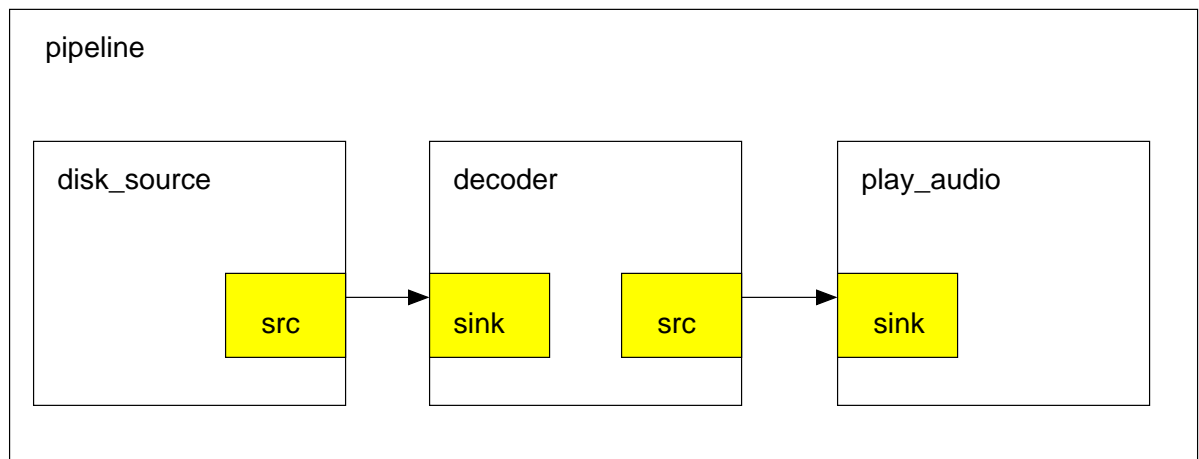 pipeline
disk_source
decoder
play_audio
src
sink
src
sink